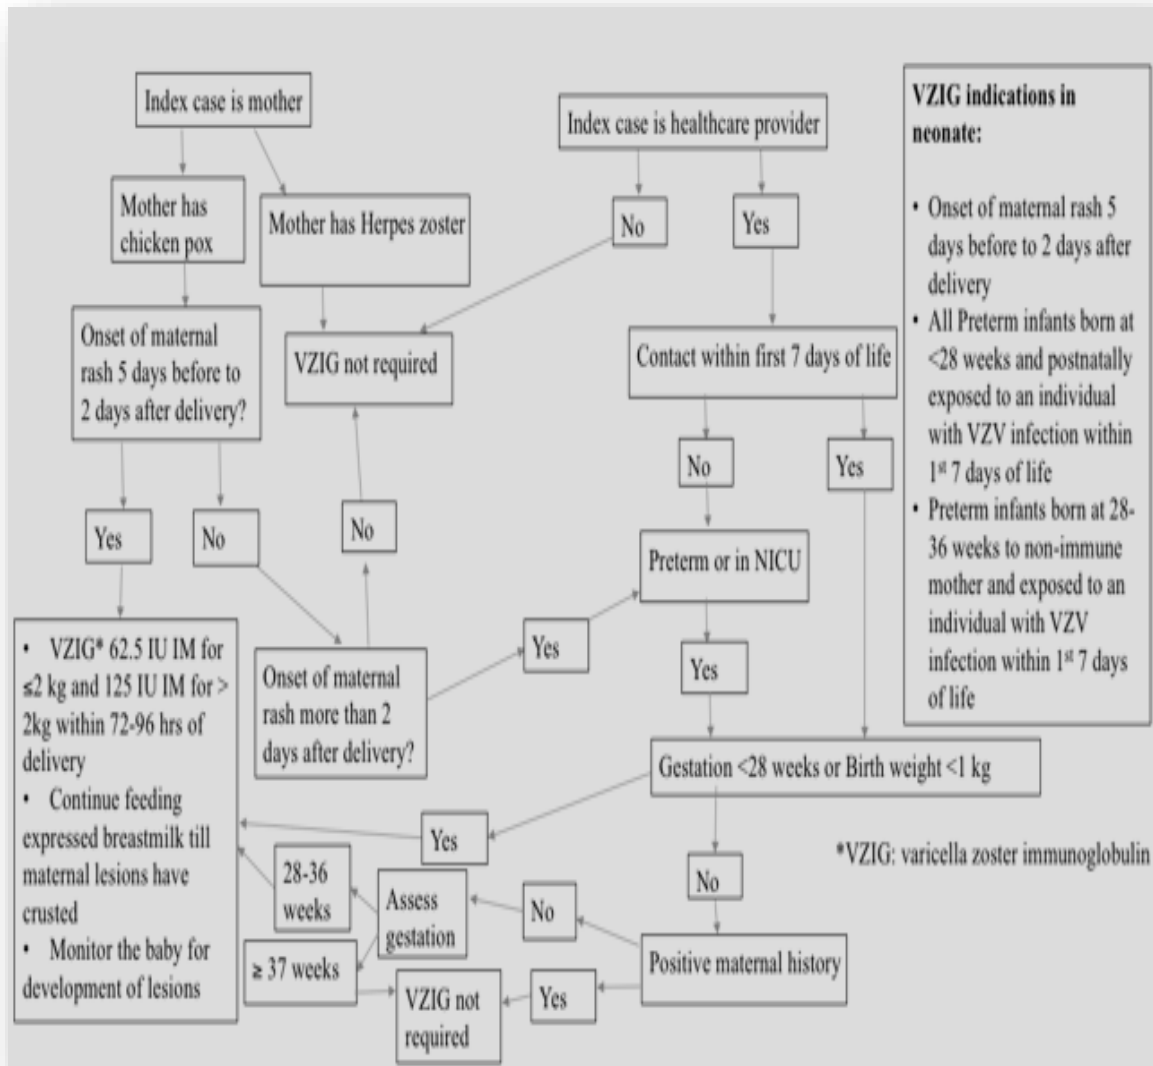 Index case is mother
Mother has
chicken pox
Mother has Herpes zoster
Onset of maternal
rash 5 days before to
2 days after delivery?
VZIG not required
Yes
No
No
• VZIG* 62.5 IU IM for
≤2 kg and 125 IU IM for >
2kg within 72-96 hrs of
delivery
• Continue feeding
expressed breastmilk till
maternal lesions have
crusted
• Monitor the baby for
development of lesions
Onset of maternal
rash more than 2
days after delivery?
Yes
Index case is healthcare provider
No
Yes
Contact within first 7 days of life
No
Yes
Preterm or in NICU
Yes
Gestation <28 weeks or Birth weight <1 kg
Yes
No
Positive maternal history
No
Yes
Assess
gestation
28-36
weeks
≥ 37 weeks
VZIG not
required
VZIG indications in
neonate:
• Onset of maternal rash 5
days before to 2 days after
delivery
• All Preterm infants born at
<28 weeks and postnatally
exposed to an individual
with VZV infection within
1st 7 days of life
• Preterm infants born at 28-
36 weeks to non-immune
mother and exposed to an
individual with VZV
infection within 1st 7 days
of life
*VZIG: varicella zoster immunoglobulin